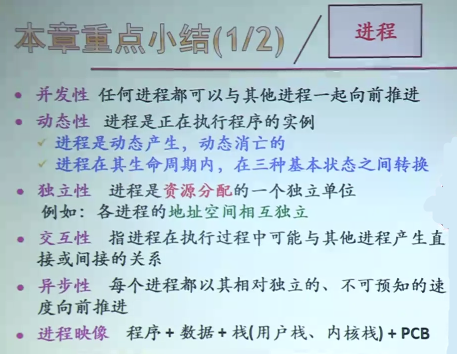 本章重点小结(1/2)
进程
• 并发性 任何进程都可以与其他进程一起向前推进
• 动态性 进程是正在执行程序的实例
✓ 进程是动态产生，动态消亡的
✓ 进程在其生命周期内，在三种基本状态之间转换
• 独立性 进程是资源分配的一个独立单位
例如：各进程的地址空间相互独立
• 交互性 指进程在执行过程中可能与其他进程产生直
接或间接的关系
• 异步性 每个进程都以其相对独立的、不可预知的速
度向前推进
• 进程映像 程序 + 数据 + 栈(用户栈、内核栈) + PCB